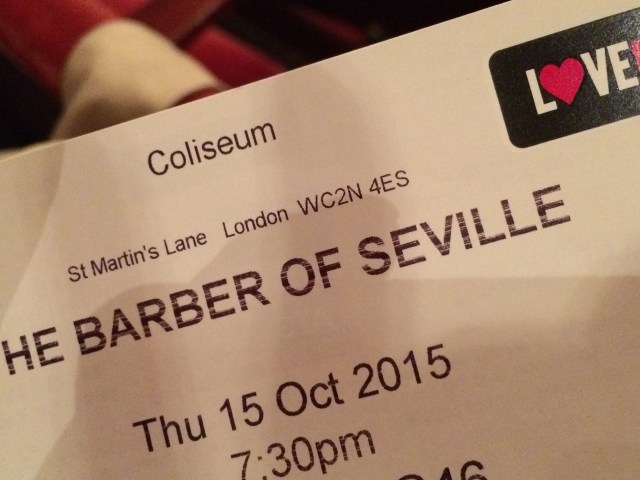 LOVE
Coliseum
St Martin's Lane London WC2N 4ES
HE BARBER OF SEVILLE
Thu 15 Oct 2015
7:30pm